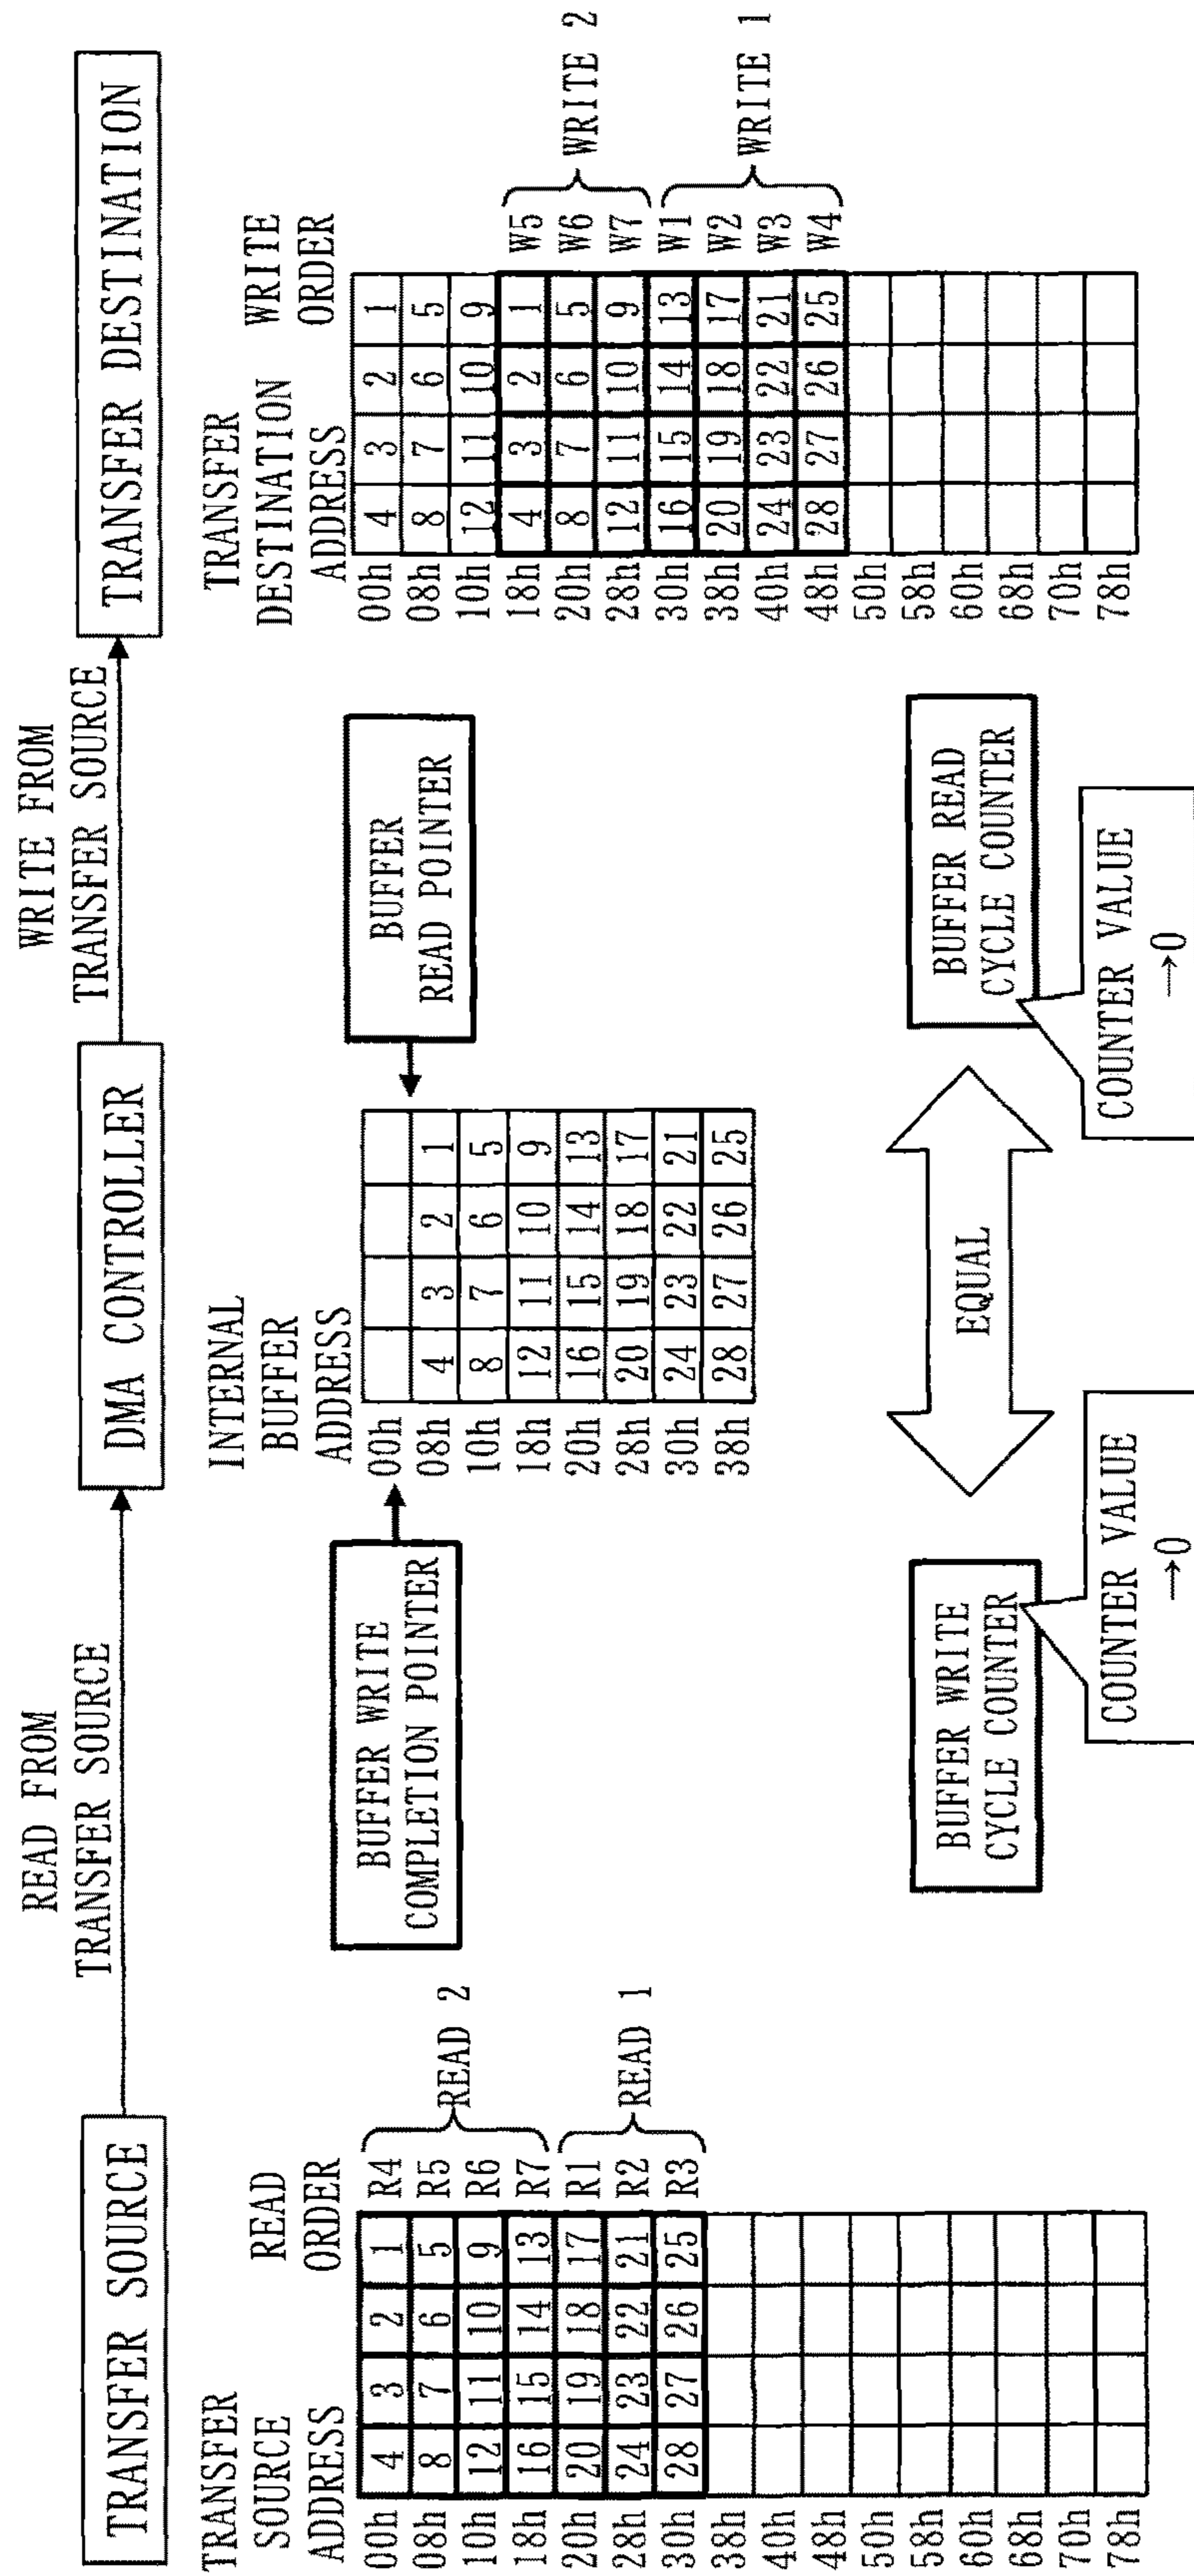 TRANSFER SOURCE
READ FROM
TRANSFER SOURCE
DMA CONTROLLER
WRITE FROM
TRANSFER SOURCE
TRANSFER DESTINATION
TRANSFER
SOURCE
ADDRESS
READ
ORDER
00h 4 3 2 1 R4
08h 8 7 6 5 R5
10h 12 11 10 9 R6
18h 16 15 14 13 R7
20h 20 19 18 17 R1
28h 24 23 22 21 R2
30h 28 27 26 25 R3
38h
40h
48h
50h
58h
60h
68h
70h
78h
READ 2
READ 1
BUFFER WRITE
COMPLETION POINTER
INTERNAL
BUFFER
ADDRESS
00h
08h 4 3 2 1
10h 8 7 6 5
18h 12 11 10 9
20h 16 15 14 13
28h 20 19 18 17
30h 24 23 22 21
38h 28 27 26 25
BUFFER
READ POINTER
BUFFER WRITE
CYCLE COUNTER
COUNTER VALUE
→0
EQUAL
BUFFER READ
CYCLE COUNTER
COUNTER VALUE
→0
TRANSFER
DESTINATION
ADDRESS
WRITE
ORDER
00h 4 3 2 1
08h 8 7 6 5
10h 12 11 10 9
18h 4 3 2 1 W5
20h 8 7 6 5 W6
28h 12 11 10 9 W7
30h 16 15 14 13 W1
38h 20 19 18 17 W2
40h 24 23 22 21 W3
48h 28 27 26 25 W4
50h
58h
60h
68h
70h
78h
WRITE 2
WRITE 1